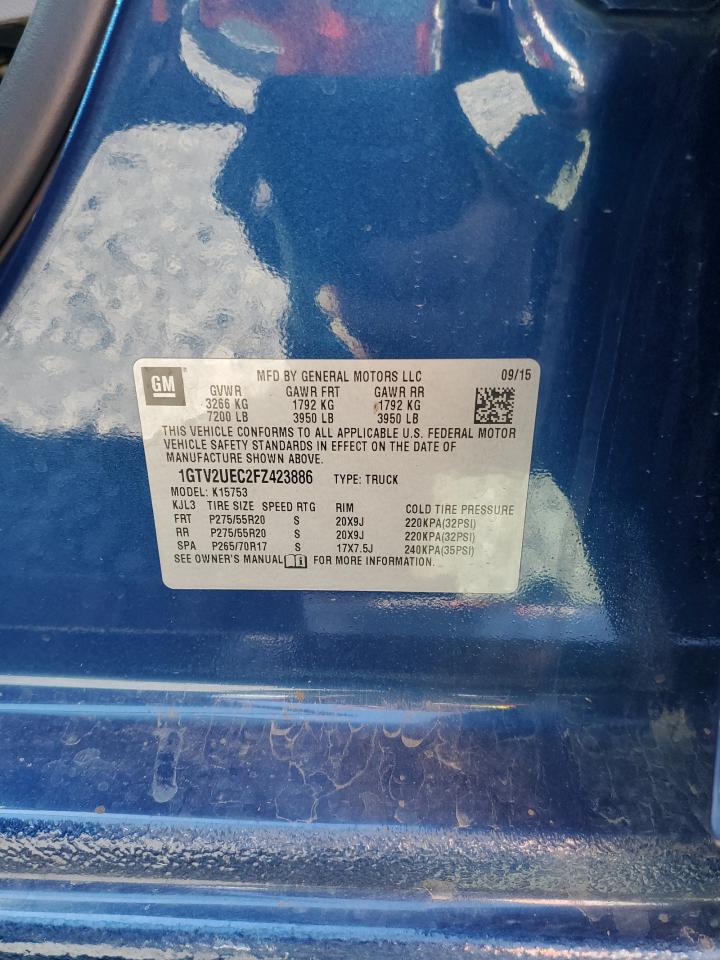 GM
MFD BY GENERAL MOTORS LLC 09/15
GVWR GAWR FRT GAWR RR
3266 KG 1792 KG 1792 KG
7200 LB 3950 LB 3950 LB
THIS VEHICLE CONFORMS TO ALL APPLICABLE U.S. FEDERAL MOTOR
VEHICLE SAFETY STANDARDS IN EFFECT ON THE DATE OF
MANUFACTURE SHOWN ABOVE.
1GTV2UEC2FZ423886 TYPE: TRUCK
MODEL: K15753
KJL3 TIRE SIZE SPEED RTG RIM COLD TIRE PRESSURE
FRT P275/55R20 S 20X9J 220KPA(32PSI)
RR P275/55R20 S 20X9J 220KPA(32PSI)
SPA P265/70R17 S 17X7.5J 240KPA(35PSI)
SEE OWNER'S MANUAL FOR MORE INFORMATION.